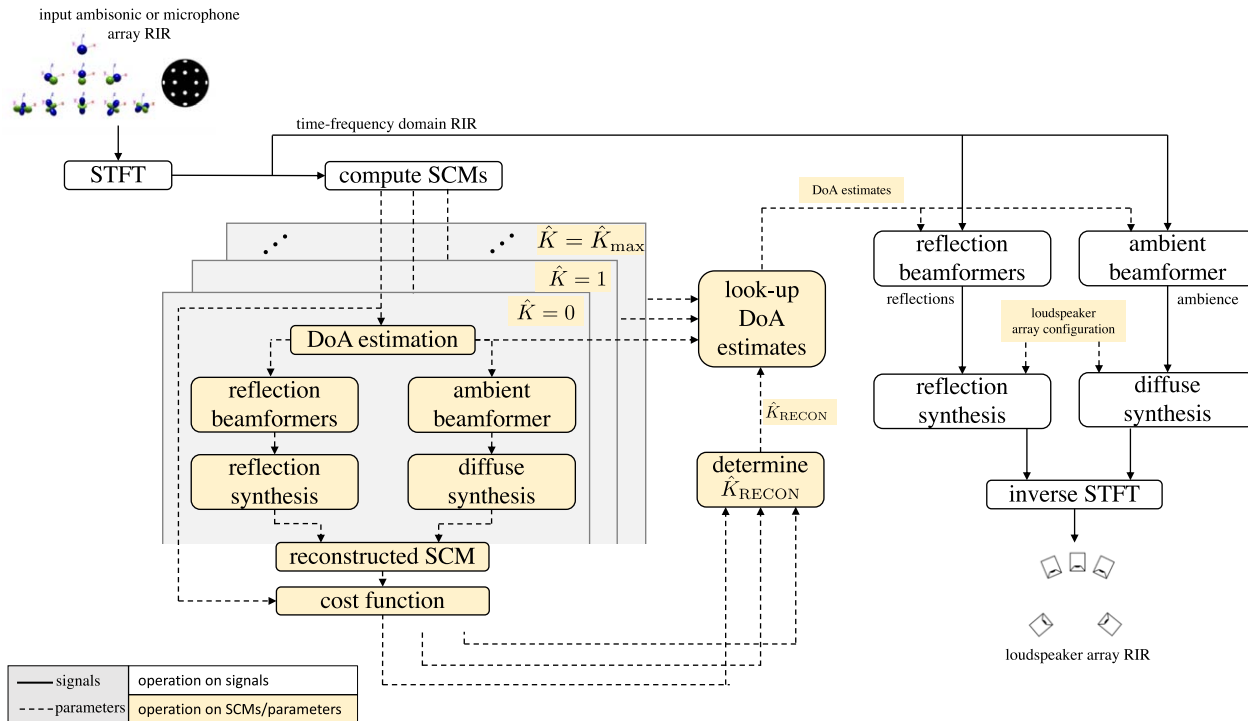 input ambisonic or microphone
array RIR
time-frequency domain RIR
STFT
compute SCMs
DoA estimates
K̂ = K̂max
K̂ = 1
K̂ = 0
DoA estimation
reflection
beamformers
ambient
beamformer
reflection
synthesis
diffuse
synthesis
reconstructed SCM
cost function
look-up
DoA
estimates
K̂RECON
determine
K̂RECON
reflection
beamformers
ambient
beamformer
reflections
ambience
loudspeaker
array configuration
reflection
synthesis
diffuse
synthesis
inverse STFT
loudspeaker array RIR
signals
operation on signals
parameters
operation on SCMs/parameters